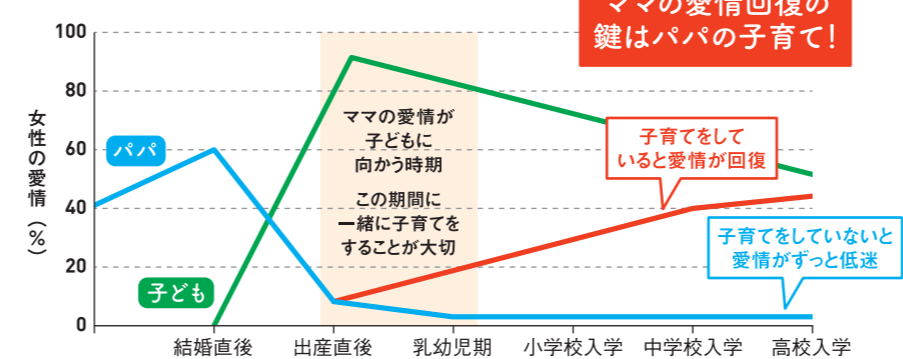 ママの愛情回復の
鍵はパパの子育て!
女性の愛情(%)
100
80
60
40
20
0
パパ
子ども
ママの愛情が
子どもに
向かう時期
この期間に
一緒に子育てを
することが大切
子育てをして
いると愛情が回復
子育てをしていないと
愛情がずっと低迷
結婚直後
出産直後
乳幼児期
小学校入学
中学校入学
高校入学